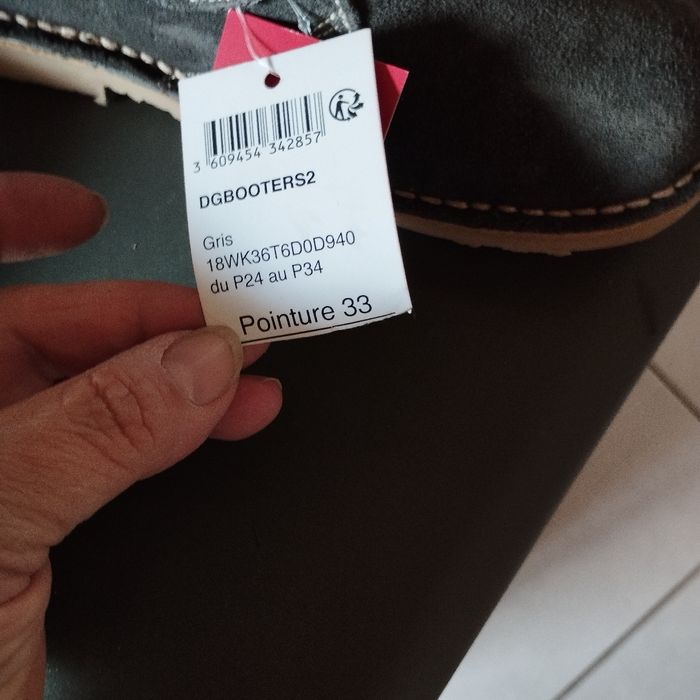 3 609454 342857
DGBOOTERS2
Gris
18WK36T6D0D940
du P24 au P34
Pointure 33